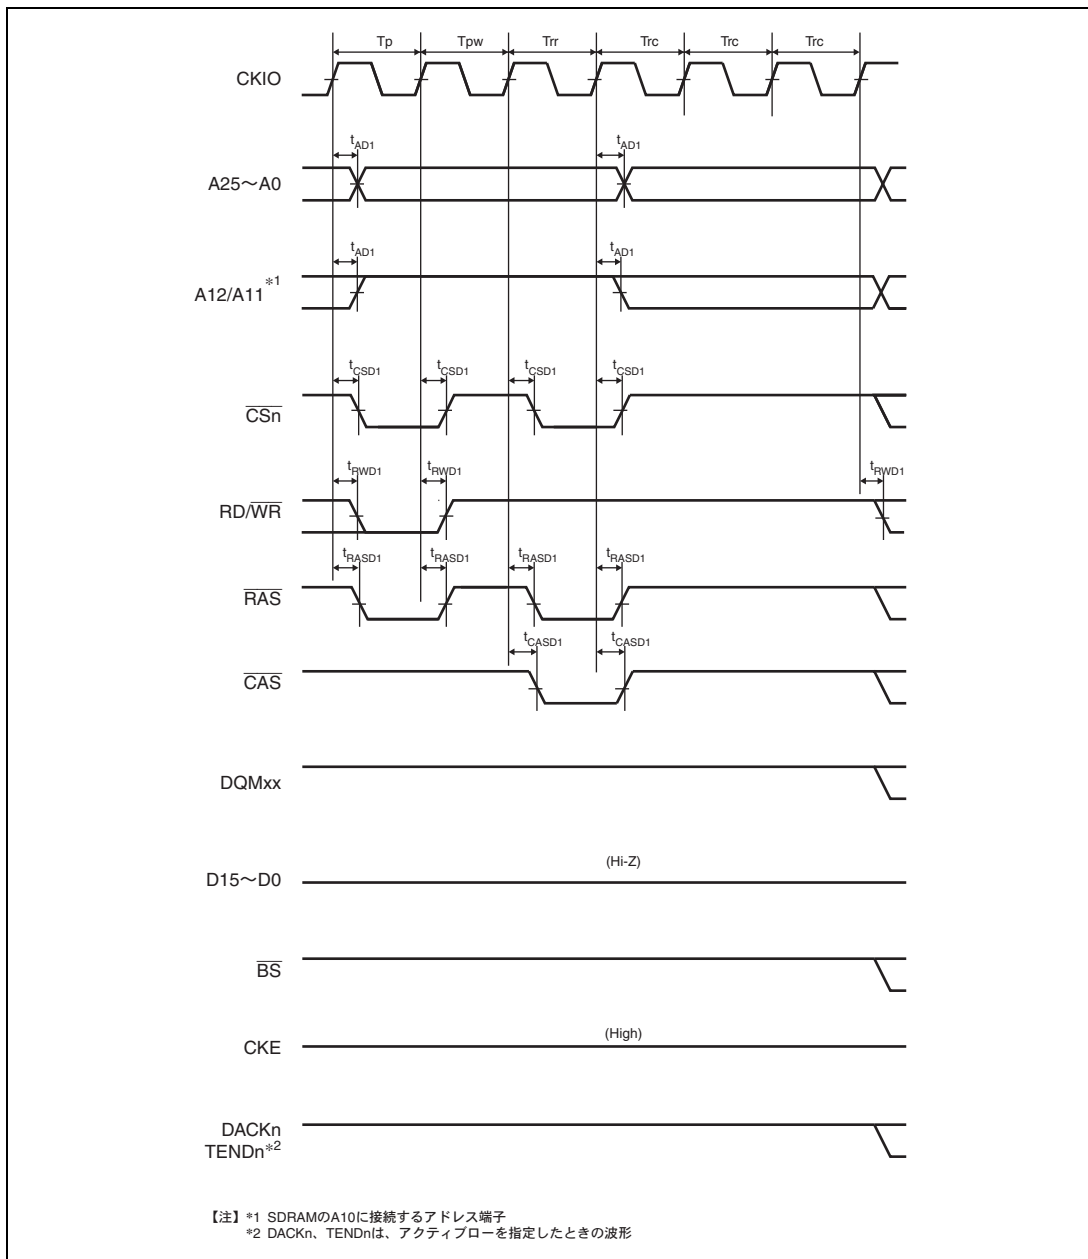 Tp Tpw Trr Trc Trc Trc
CKIO
tAD1 tAD1
A25～A0
tAD1 tAD1
A12/A11*1
tCSD1 tCSD1 tCSD1 tCSD1
CSn
tRWD1 tRWD1 tRWD1
RD/WR
tRASD1 tRASD1 tRASD1 tRASD1
RAS
tCASD1 tCASD1
CAS
DQMxx
(Hi-Z)
D15～D0
BS
(High)
CKE
DACKn
TENDn*2
【注】*1 SDRAMのA10に接続するアドレス端子
*2 DACKn、TENDnは、アクティブローを指定したときの波形